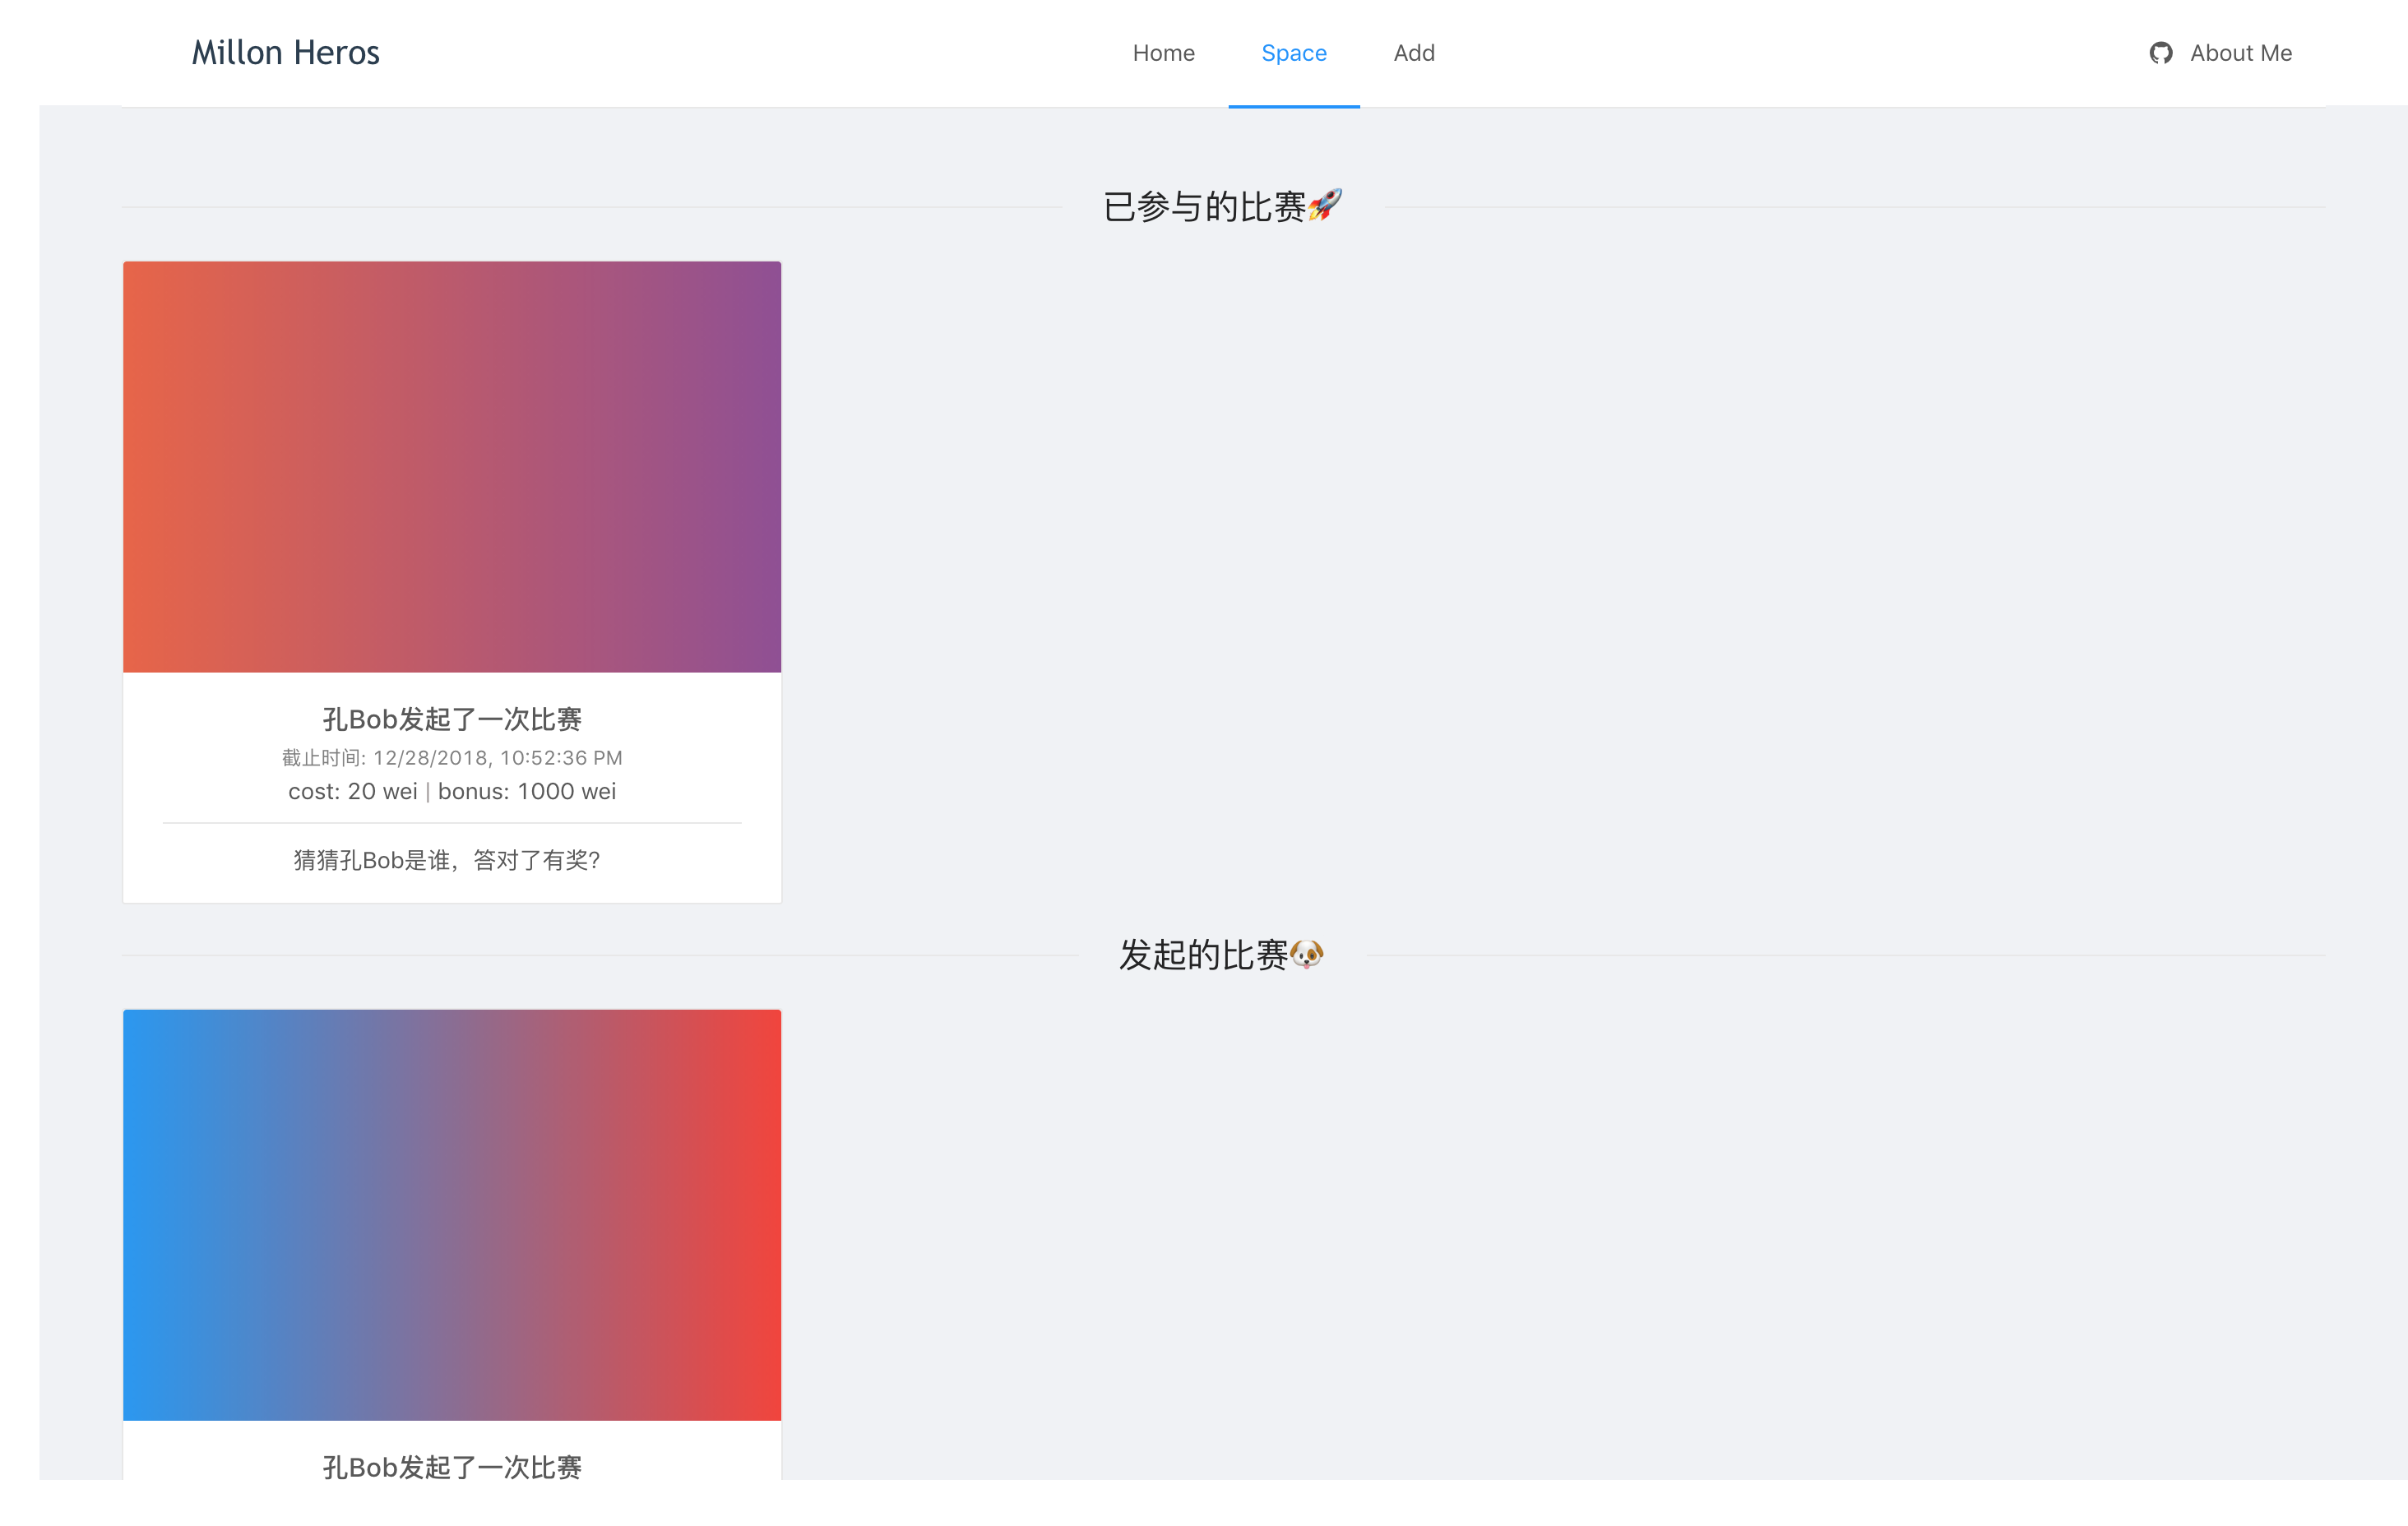 Millon Heros
Home Space Add
About Me
已参与的比赛🚀
孔Bob发起了一次比赛
截止时间: 12/28/2018, 10:52:36 PM
cost: 20 wei | bonus: 1000 wei
猜猜孔Bob是谁，答对了有奖?
发起的比赛🐶
孔Bob发起了一次比赛